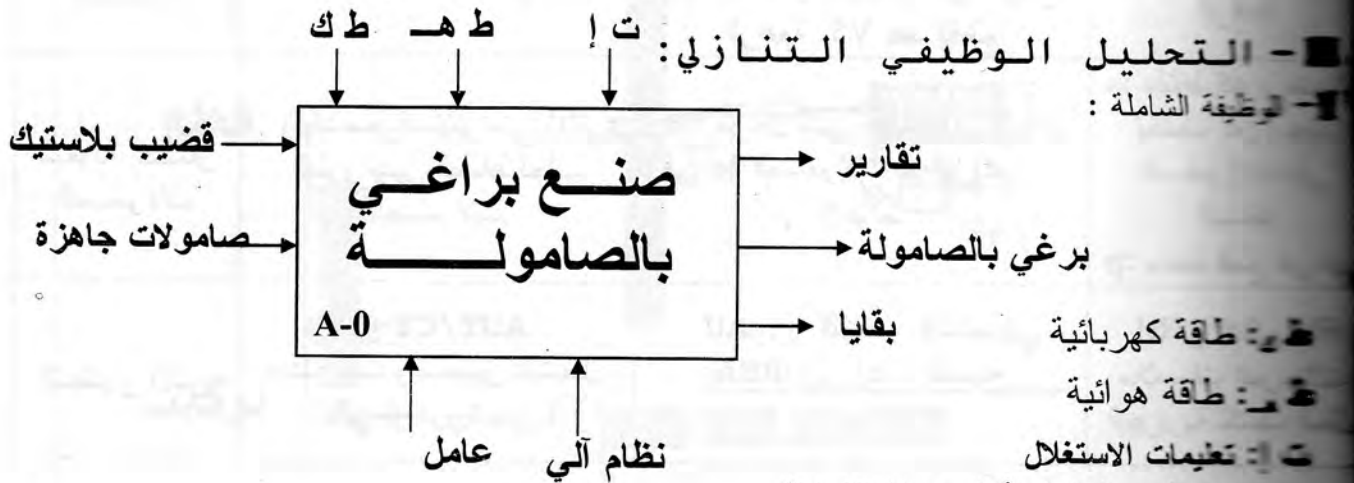 - التحليل الوظيفي التنازلي:
- الوظيفة الشاملة :
ط ك
ط هـ
ت إ
قضيب بلاستيك
صامولات جاهزة
صنع براغي
بالصامولة
A-0
تقارير
برغي بالصامولة
بقايا
عامل
نظام آلي
طاقة كهربائية
طاقة هوائية
تعليمات الاستغلال